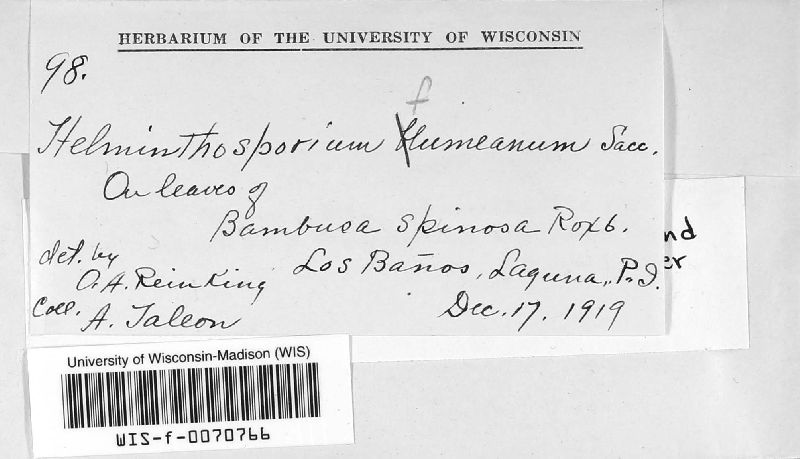 HERBARIUM OF THE UNIVERSITY OF WISCONSIN
98.
f
Helminthosporium Humeanum Sacc.
On leaves of
Bambusa spinosa Roxb.
det. by
O. A. Reinking
Los Baños, Laguna, P. I.
Coll.
A. Taleon
Dec. 17. 1919
nd
er
University of Wisconsin-Madison (WIS)
WIS-f-0070766